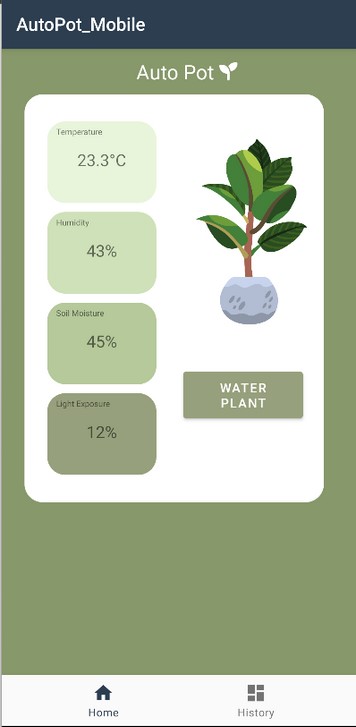 AutoPot_Mobile
Auto Pot
Temperature
23.3°C
Humidity
43%
Soil Moisture
45%
Light Exposure
12%
WATER
PLANT
Home
History